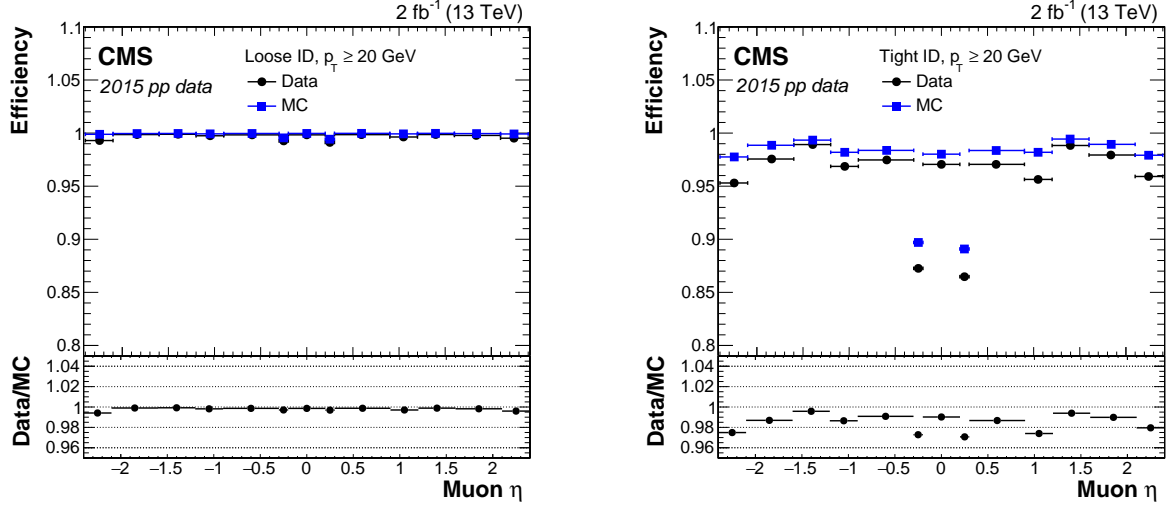 2 fb⁻¹ (13 TeV)
Efficiency
1.1
1.05
1
0.95
0.9
0.85
0.8
CMS
2015 pp data
Loose ID, p_T ≥ 20 GeV
Data
MC
Data/MC
1.04
1.02
1
0.98
0.96
−2 −1.5 −1 −0.5 0 0.5 1 1.5 2
Muon η
2 fb⁻¹ (13 TeV)
Efficiency
1.1
1.05
1
0.95
0.9
0.85
0.8
CMS
2015 pp data
Tight ID, p_T ≥ 20 GeV
Data
MC
Data/MC
1.04
1.02
1
0.98
0.96
−2 −1.5 −1 −0.5 0 0.5 1 1.5 2
Muon η